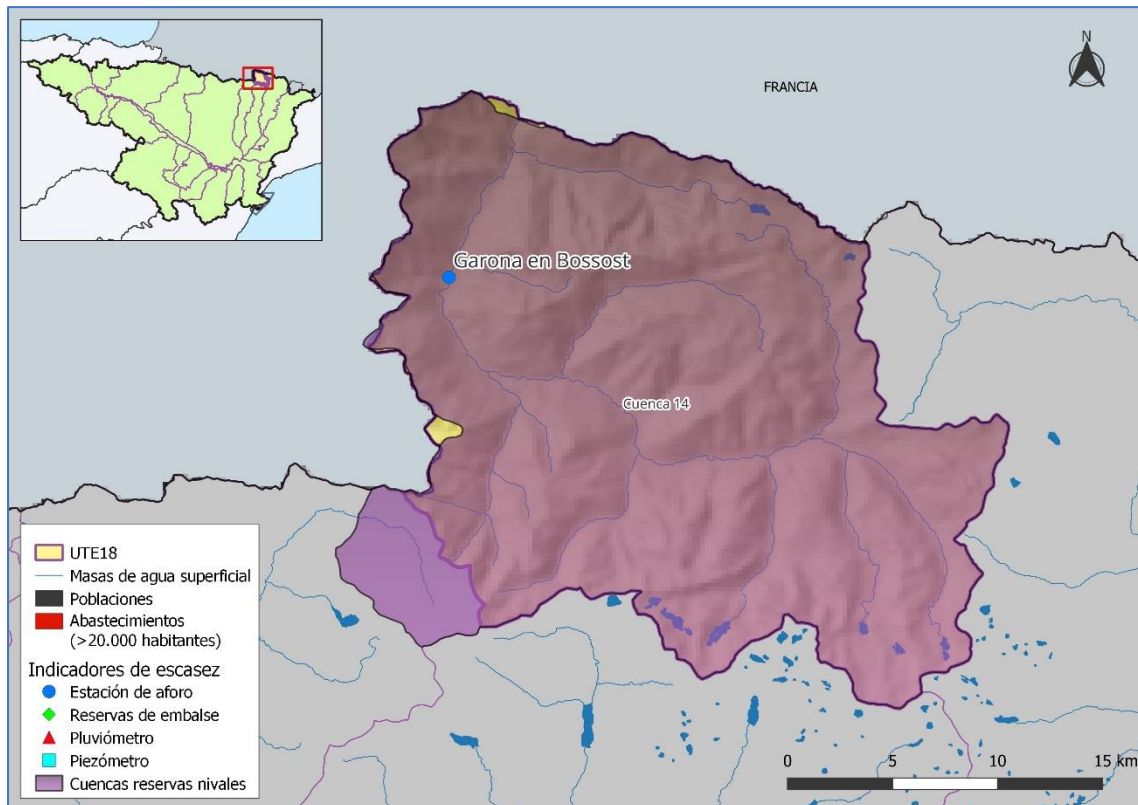 N
FRANCIA
Garona en Bossost
Cuenca 14
UTE18
Masas de agua superficial
Poblaciones
Abastecimientos
(>20.000 habitantes)
Indicadores de escasez
Estación de aforo
Reservas de embalse
Pluviómetro
Piezómetro
Cuencas reservas nivales
0 5 10 15 km